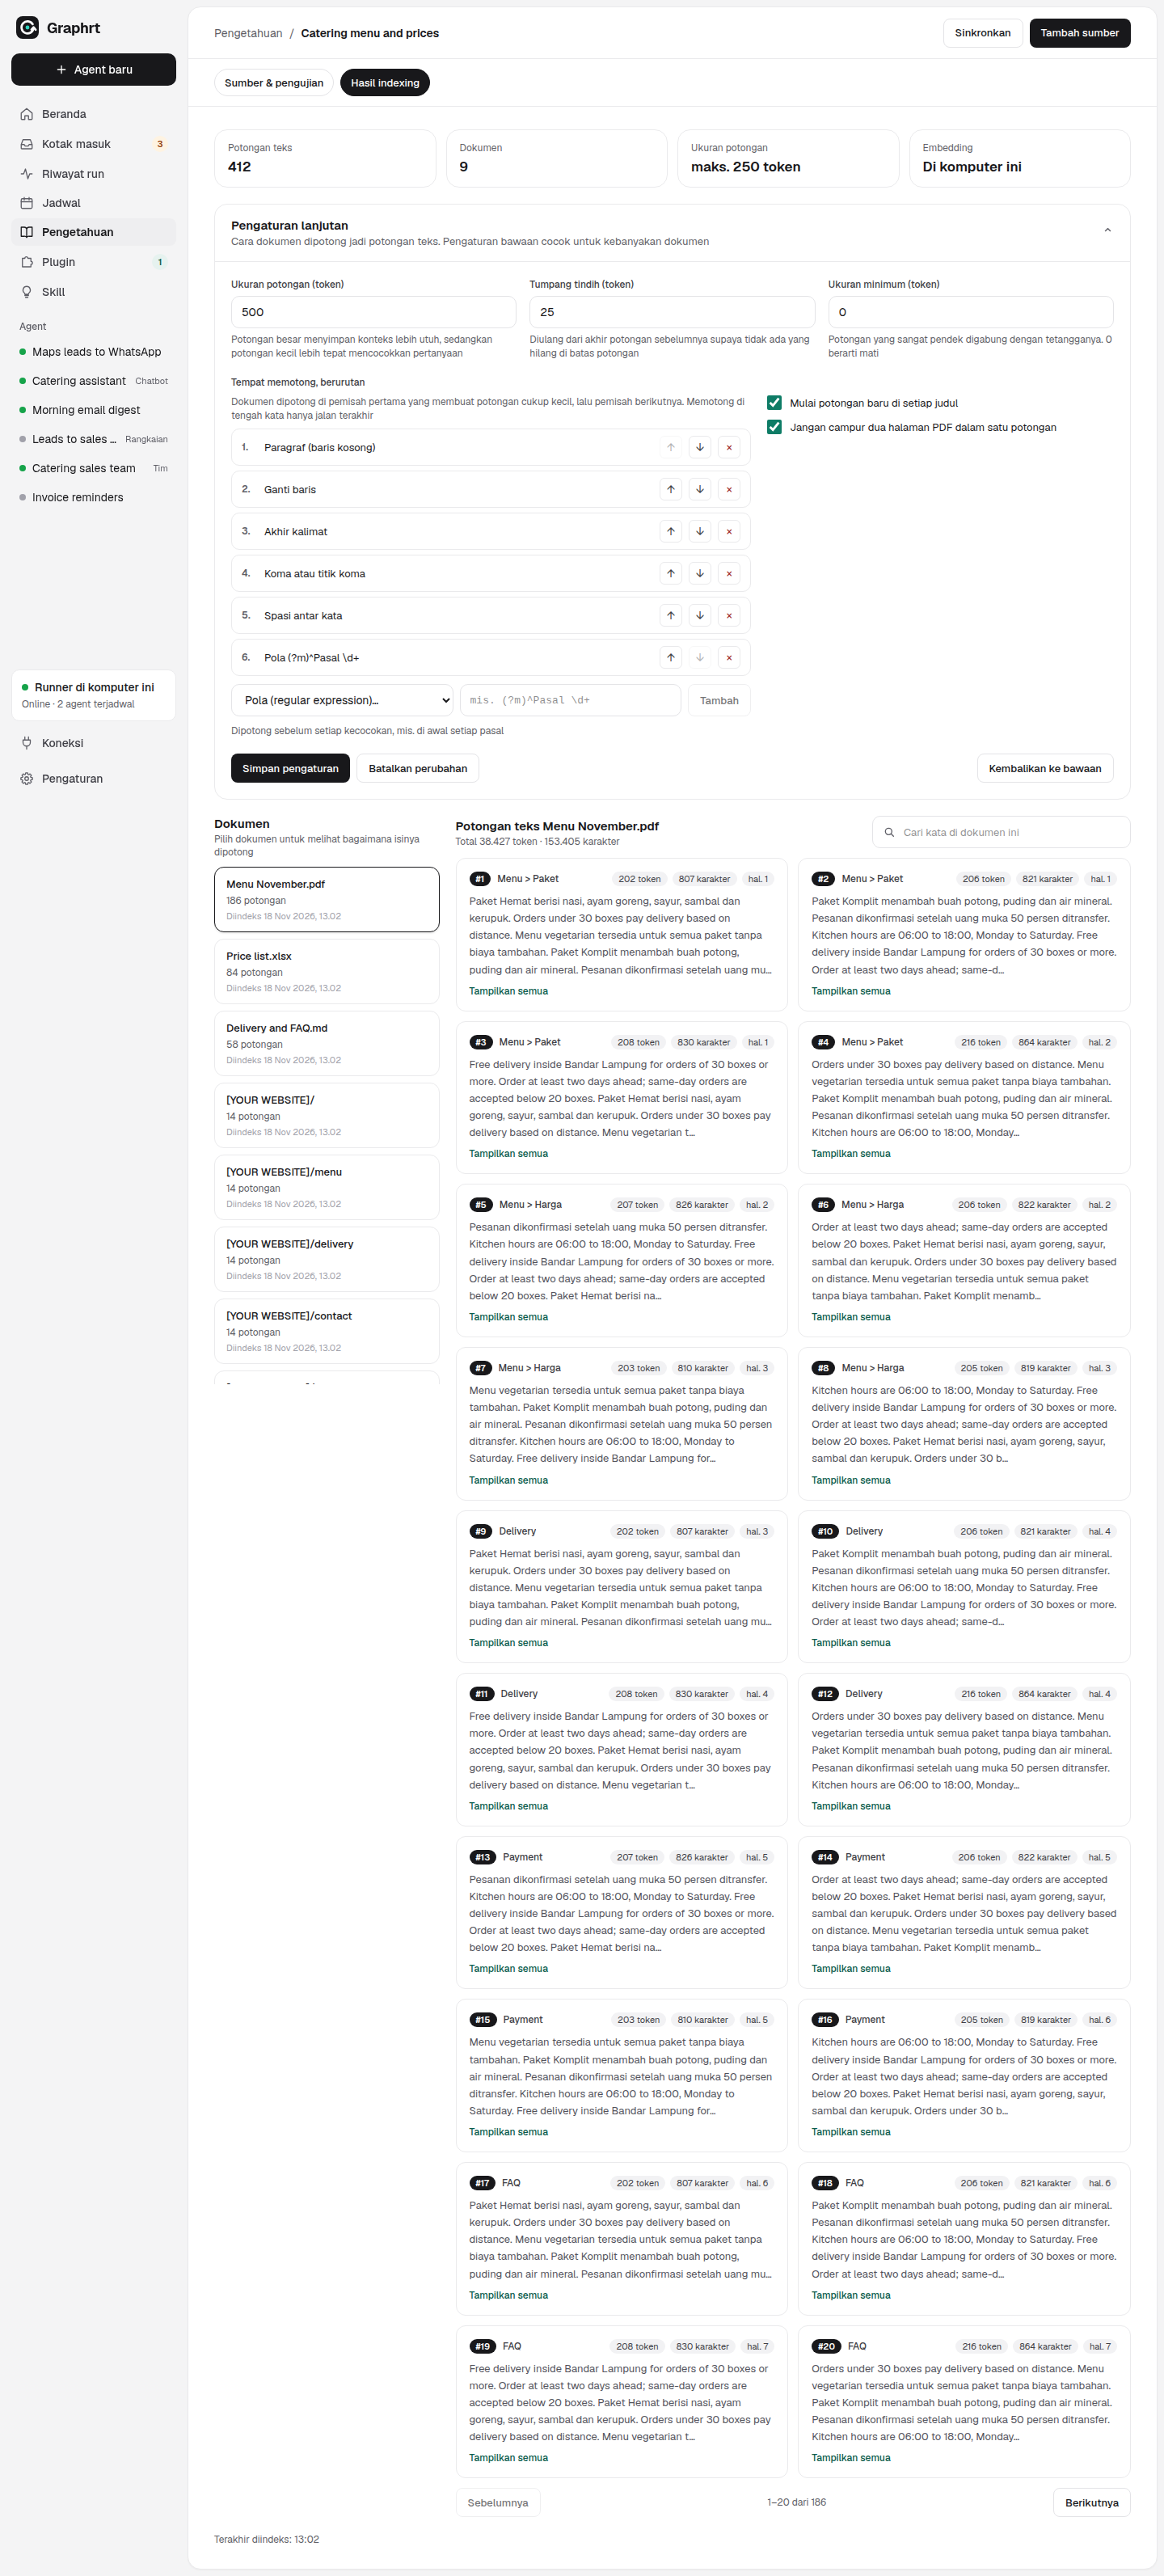 Graphrt
Agent baru
Beranda
Kotak masuk 3
Riwayat run
Jadwal
Pengetahuan
Plugin 1
Skill
Agent
Maps leads to WhatsApp
Catering assistant Chatbot
Morning email digest
Leads to sales ... Rangkaian
Catering sales team Tim
Invoice reminders
Runner di komputer ini
Online · 2 agent terjadwal
Koneksi
Pengaturan
Pengetahuan / Catering menu and prices
Sinkronkan
Tambah sumber
Sumber & pengujian
Hasil indexing
Potongan teks
412
Dokumen
9
Ukuran potongan
maks. 250 token
Embedding
Di komputer ini
Pengaturan lanjutan
Cara dokumen dipotong jadi potongan teks. Pengaturan bawaan cocok untuk kebanyakan dokumen
Ukuran potongan (token)
500
Potongan besar menyimpan konteks lebih utuh, sedangkan
potongan kecil lebih tepat mencocokkan pertanyaan
Tumpang tindih (token)
25
Diulang dari akhir potongan sebelumnya supaya tidak ada yang
hilang di batas potongan
Ukuran minimum (token)
0
Potongan yang sangat pendek digabung dengan tetangganya. 0
berarti mati
Tempat memotong, berurutan
Dokumen dipotong di pemisah pertama yang membuat potongan cukup kecil, lalu pemisah berikutnya. Memotong di
tengah kata hanya jalan terakhir
1. Paragraf (baris kosong)
2. Ganti baris
3. Akhir kalimat
4. Koma atau titik koma
5. Spasi antar kata
6. Pola (?m)^Pasal \d+
Pola (regular expression)...
mis. (?m)^Pasal \d+
Tambah
Dipotong sebelum setiap kecocokan, mis. di awal setiap pasal
Mulai potongan baru di setiap judul
Jangan campur dua halaman PDF dalam satu potongan
Simpan pengaturan
Batalkan perubahan
Kembalikan ke bawaan
Dokumen
Pilih dokumen untuk melihat bagaimana isinya
dipotong
Menu November.pdf
186 potongan
Diindeks 18 Nov 2026, 13.02
Price list.xlsx
84 potongan
Diindeks 18 Nov 2026, 13.02
Delivery and FAQ.md
58 potongan
Diindeks 18 Nov 2026, 13.02
[YOUR WEBSITE]/
14 potongan
Diindeks 18 Nov 2026, 13.02
[YOUR WEBSITE]/menu
14 potongan
Diindeks 18 Nov 2026, 13.02
[YOUR WEBSITE]/delivery
14 potongan
Diindeks 18 Nov 2026, 13.02
[YOUR WEBSITE]/contact
14 potongan
Diindeks 18 Nov 2026, 13.02
Potongan teks Menu November.pdf
Total 38.427 token · 153.405 karakter
Cari kata di dokumen ini
#1 Menu > Paket 202 token 807 karakter hal. 1
Paket Hemat berisi nasi, ayam goreng, sayur, sambal dan
kerupuk. Orders under 30 boxes pay delivery based on
distance. Menu vegetarian tersedia untuk semua paket tanpa
biaya tambahan. Paket Komplit menambah buah potong,
puding dan air mineral. Pesanan dikonfirmasi setelah uang mu...
Tampilkan semua
#2 Menu > Paket 206 token 821 karakter hal. 1
Paket Komplit menambah buah potong, puding dan air mineral.
Pesanan dikonfirmasi setelah uang muka 50 persen ditransfer.
Kitchen hours are 06:00 to 18:00, Monday to Saturday. Free
delivery inside Bandar Lampung for orders of 30 boxes or more.
Order at least two days ahead; same-d...
Tampilkan semua
#3 Menu > Paket 208 token 830 karakter hal. 1
Free delivery inside Bandar Lampung for orders of 30 boxes or
more. Order at least two days ahead; same-day orders are
accepted below 20 boxes. Paket Hemat berisi nasi, ayam
goreng, sayur, sambal dan kerupuk. Orders under 30 boxes pay
delivery based on distance. Menu vegetarian t...
Tampilkan semua
#4 Menu > Paket 216 token 864 karakter hal. 2
Orders under 30 boxes pay delivery based on distance. Menu
vegetarian tersedia untuk semua paket tanpa biaya tambahan.
Paket Komplit menambah buah potong, puding dan air mineral.
Pesanan dikonfirmasi setelah uang muka 50 persen ditransfer.
Kitchen hours are 06:00 to 18:00, Monday...
Tampilkan semua
#5 Menu > Harga 207 token 826 karakter hal. 2
Pesanan dikonfirmasi setelah uang muka 50 persen ditransfer.
Kitchen hours are 06:00 to 18:00, Monday to Saturday. Free
delivery inside Bandar Lampung for orders of 30 boxes or more.
Order at least two days ahead; same-day orders are accepted
below 20 boxes. Paket Hemat berisi na...
Tampilkan semua
#6 Menu > Harga 206 token 822 karakter hal. 2
Order at least two days ahead; same-day orders are accepted
below 20 boxes. Paket Hemat berisi nasi, ayam goreng, sayur,
sambal dan kerupuk. Orders under 30 boxes pay delivery based
on distance. Menu vegetarian tersedia untuk semua paket
tanpa biaya tambahan. Paket Komplit menamb...
Tampilkan semua
#7 Menu > Harga 203 token 810 karakter hal. 3
Menu vegetarian tersedia untuk semua paket tanpa biaya
tambahan. Paket Komplit menambah buah potong, puding dan
air mineral. Pesanan dikonfirmasi setelah uang muka 50 persen
ditransfer. Kitchen hours are 06:00 to 18:00, Monday to
Saturday. Free delivery inside Bandar Lampung for...
Tampilkan semua
#8 Menu > Harga 205 token 819 karakter hal. 3
Kitchen hours are 06:00 to 18:00, Monday to Saturday. Free
delivery inside Bandar Lampung for orders of 30 boxes or more.
Order at least two days ahead; same-day orders are accepted
below 20 boxes. Paket Hemat berisi nasi, ayam goreng, sayur,
sambal dan kerupuk. Orders under 30 b...
Tampilkan semua
#9 Delivery 202 token 807 karakter hal. 3
Paket Hemat berisi nasi, ayam goreng, sayur, sambal dan
kerupuk. Orders under 30 boxes pay delivery based on
distance. Menu vegetarian tersedia untuk semua paket tanpa
biaya tambahan. Paket Komplit menambah buah potong,
puding dan air mineral. Pesanan dikonfirmasi setelah uang mu...
Tampilkan semua
#10 Delivery 206 token 821 karakter hal. 4
Paket Komplit menambah buah potong, puding dan air mineral.
Pesanan dikonfirmasi setelah uang muka 50 persen ditransfer.
Kitchen hours are 06:00 to 18:00, Monday to Saturday. Free
delivery inside Bandar Lampung for orders of 30 boxes or more.
Order at least two days ahead; same-d...
Tampilkan semua
#11 Delivery 208 token 830 karakter hal. 4
Free delivery inside Bandar Lampung for orders of 30 boxes or
more. Order at least two days ahead; same-day orders are
accepted below 20 boxes. Paket Hemat berisi nasi, ayam
goreng, sayur, sambal dan kerupuk. Orders under 30 boxes pay
delivery based on distance. Menu vegetarian t...
Tampilkan semua
#12 Delivery 216 token 864 karakter hal. 4
Orders under 30 boxes pay delivery based on distance. Menu
vegetarian tersedia untuk semua paket tanpa biaya tambahan.
Paket Komplit menambah buah potong, puding dan air mineral.
Pesanan dikonfirmasi setelah uang muka 50 persen ditransfer.
Kitchen hours are 06:00 to 18:00, Monday...
Tampilkan semua
#13 Payment 207 token 826 karakter hal. 5
Pesanan dikonfirmasi setelah uang muka 50 persen ditransfer.
Kitchen hours are 06:00 to 18:00, Monday to Saturday. Free
delivery inside Bandar Lampung for orders of 30 boxes or more.
Order at least two days ahead; same-day orders are accepted
below 20 boxes. Paket Hemat berisi na...
Tampilkan semua
#14 Payment 206 token 822 karakter hal. 5
Order at least two days ahead; same-day orders are accepted
below 20 boxes. Paket Hemat berisi nasi, ayam goreng, sayur,
sambal dan kerupuk. Orders under 30 boxes pay delivery based
on distance. Menu vegetarian tersedia untuk semua paket
tanpa biaya tambahan. Paket Komplit menamb...
Tampilkan semua
#15 Payment 203 token 810 karakter hal. 5
Menu vegetarian tersedia untuk semua paket tanpa biaya
tambahan. Paket Komplit menambah buah potong, puding dan
air mineral. Pesanan dikonfirmasi setelah uang muka 50 persen
ditransfer. Kitchen hours are 06:00 to 18:00, Monday to
Saturday. Free delivery inside Bandar Lampung for...
Tampilkan semua
#16 Payment 205 token 819 karakter hal. 6
Kitchen hours are 06:00 to 18:00, Monday to Saturday. Free
delivery inside Bandar Lampung for orders of 30 boxes or more.
Order at least two days ahead; same-day orders are accepted
below 20 boxes. Paket Hemat berisi nasi, ayam goreng, sayur,
sambal dan kerupuk. Orders under 30 b...
Tampilkan semua
#17 FAQ 202 token 807 karakter hal. 6
Paket Hemat berisi nasi, ayam goreng, sayur, sambal dan
kerupuk. Orders under 30 boxes pay delivery based on
distance. Menu vegetarian tersedia untuk semua paket tanpa
biaya tambahan. Paket Komplit menambah buah potong,
puding dan air mineral. Pesanan dikonfirmasi setelah uang mu...
Tampilkan semua
#18 FAQ 206 token 821 karakter hal. 6
Paket Komplit menambah buah potong, puding dan air mineral.
Pesanan dikonfirmasi setelah uang muka 50 persen ditransfer.
Kitchen hours are 06:00 to 18:00, Monday to Saturday. Free
delivery inside Bandar Lampung for orders of 30 boxes or more.
Order at least two days ahead; same-d...
Tampilkan semua
#19 FAQ 208 token 830 karakter hal. 7
Free delivery inside Bandar Lampung for orders of 30 boxes or
more. Order at least two days ahead; same-day orders are
accepted below 20 boxes. Paket Hemat berisi nasi, ayam
goreng, sayur, sambal dan kerupuk. Orders under 30 boxes pay
delivery based on distance. Menu vegetarian t...
Tampilkan semua
#20 FAQ 216 token 864 karakter hal. 7
Orders under 30 boxes pay delivery based on distance. Menu
vegetarian tersedia untuk semua paket tanpa biaya tambahan.
Paket Komplit menambah buah potong, puding dan air mineral.
Pesanan dikonfirmasi setelah uang muka 50 persen ditransfer.
Kitchen hours are 06:00 to 18:00, Monday...
Tampilkan semua
Sebelumnya
1–20 dari 186
Berikutnya
Terakhir diindeks: 13:02